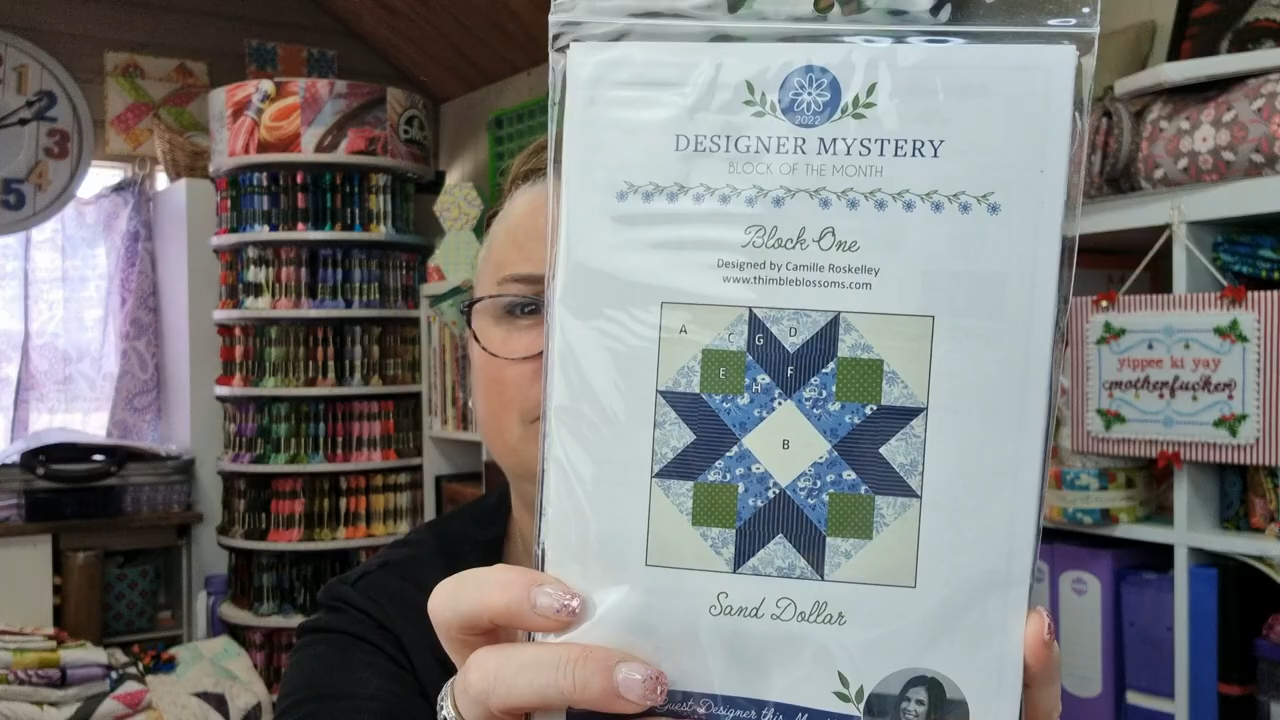 1
2
3
4
5
DMC
2022
DESIGNER MYSTERY
BLOCK OF THE MONTH
Block One
Designed by Camille Roskelley
www.thimbleblossoms.com
A
C
G
D
E
H
F
B
Sand Dollar
Guest Designer this
yippee ki yay
motherfucker